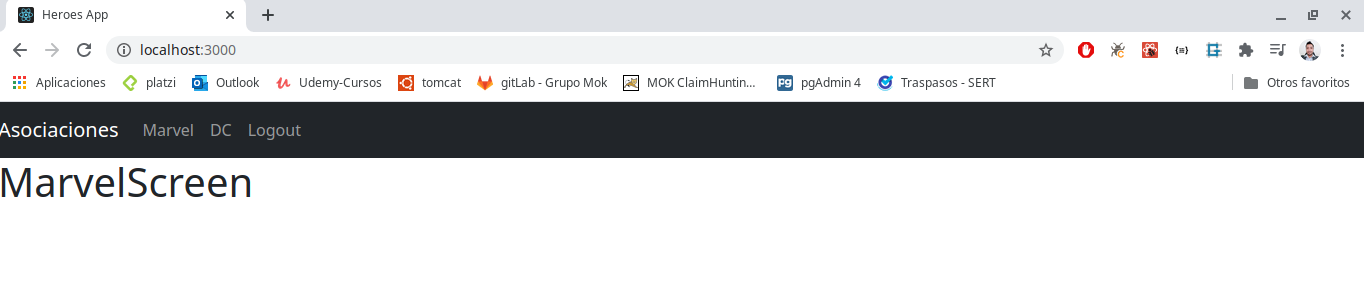 Heroes App
localhost:3000
Aplicaciones platzi Outlook Udemy-Cursos tomcat gitLab - Grupo Mok MOK ClaimHuntin... pgAdmin 4 Traspasos - SERT Otros favoritos
Asociaciones Marvel DC Logout
MarvelScreen